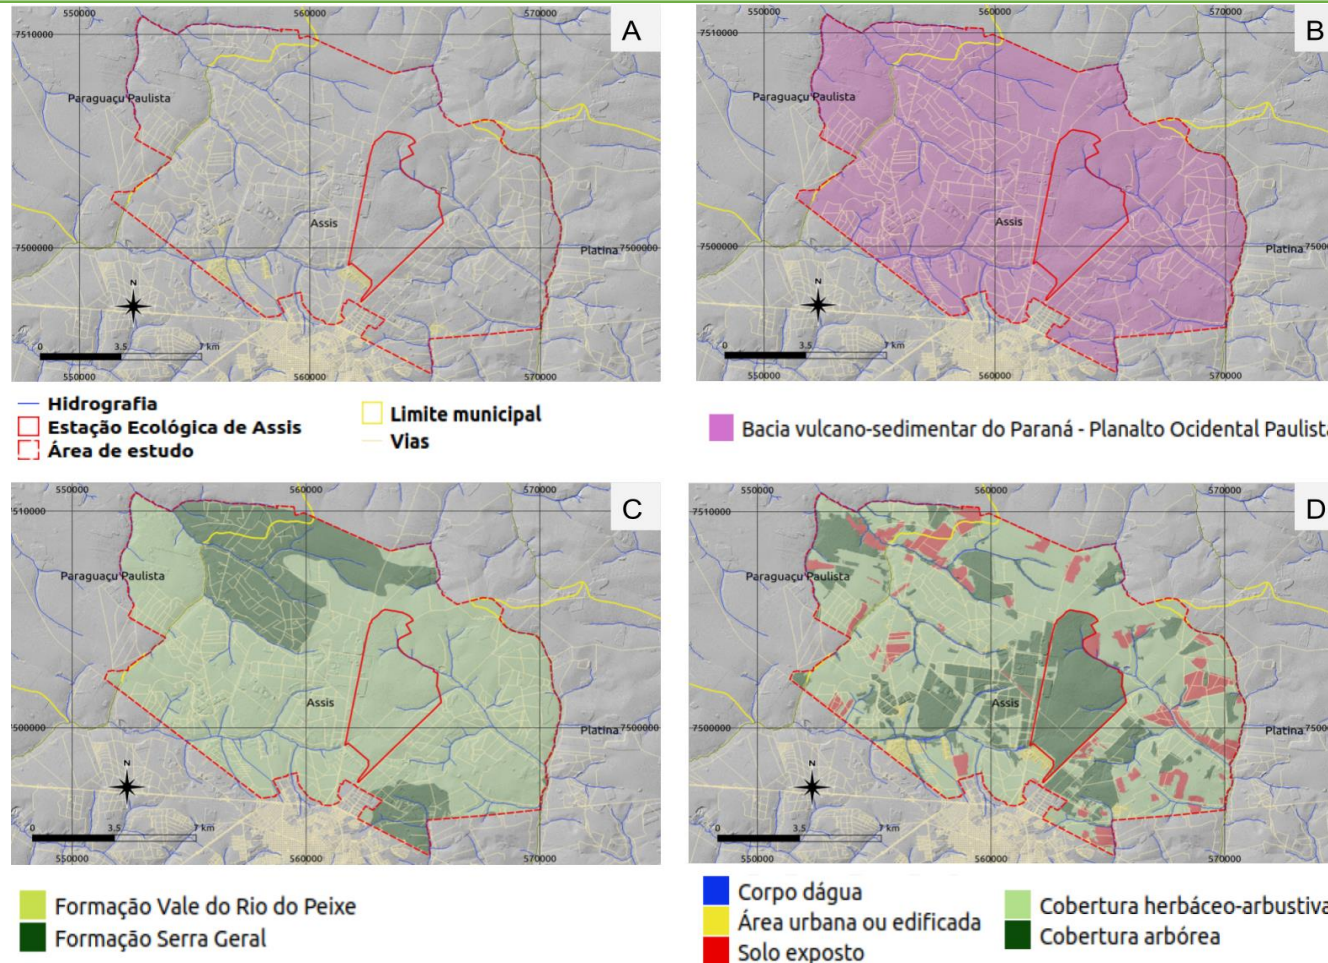 550000 560000 570000
A
7510000
Paraguaçu Paulista
Assis
Platina 7500000
7500000
N
0 3.5 7 km
550000 560000 570000
Hidrografia
Estação Ecológica de Assis
Área de estudo
Limite municipal
Vias
550000 560000 570000
B
7510000
Paraguaçu Paulista
Assis
Platina 7500000
7500000
N
0 3.5 7 km
550000 560000 570000
Bacia vulcano-sedimentar do Paraná - Planalto Ocidental Paulista
550000 560000 570000
C
7510000
Paraguaçu Paulista
Assis
Platina 7500000
7500000
N
0 3.5 7 km
550000 560000 570000
Formação Vale do Rio do Peixe
Formação Serra Geral
550000 560000 570000
D
7510000
Paraguaçu Paulista
Assis
Platina 75000
7500000
N
0 3.5 7 km
550000 560000 570000
Corpo dágua
Área urbana ou edificada
Solo exposto
Cobertura herbáceo-arbustiva
Cobertura arbórea